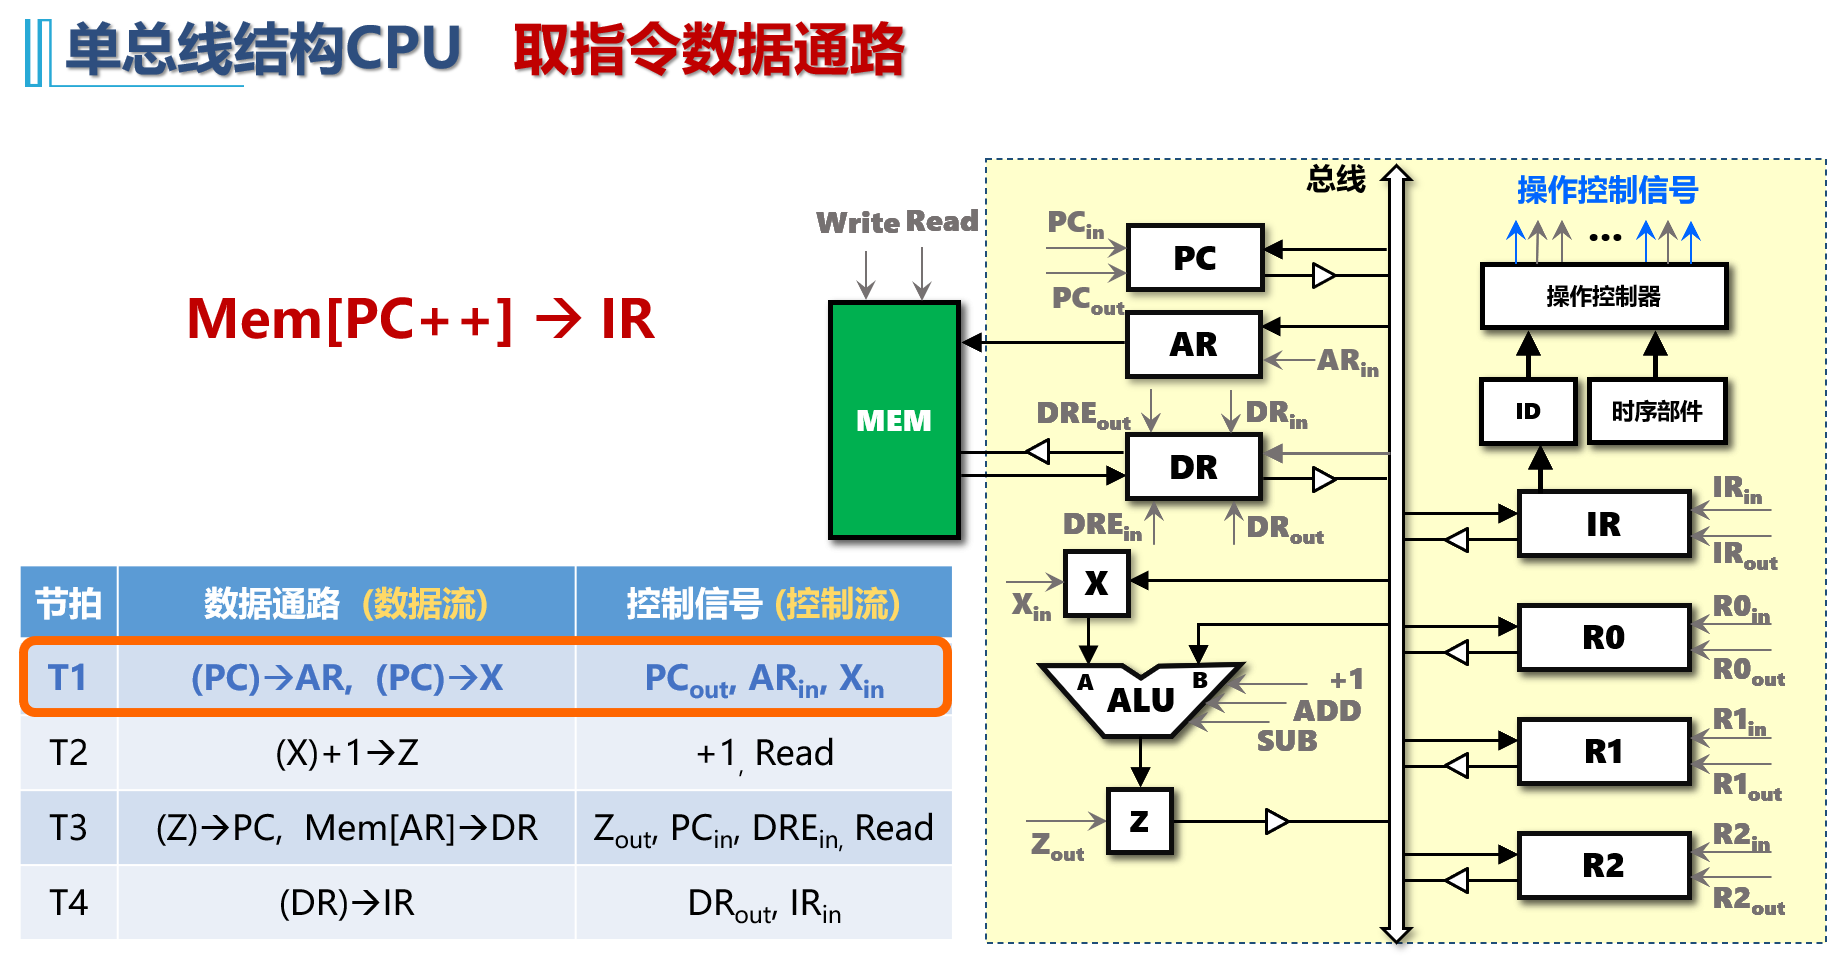 单总线结构CPU 取指令数据通路
Mem[PC++] → IR
节拍 数据通路 (数据流) 控制信号 (控制流)
T1 (PC)→AR, (PC)→X PCout, ARin, Xin
T2 (X)+1→Z +1, Read
T3 (Z)→PC, Mem[AR]→DR Zout, PCin, DREin, Read
T4 (DR)→IR DRout, IRin
Write Read
MEM
总线
PCin
PC
PCout
AR
ARin
DREout
DRin
DR
DREin
DRout
X
Xin
A
B
ALU
+1
ADD
SUB
Z
Zout
操作控制信号
...
操作控制器
ID
时序部件
IR
IRin
IRout
R0
R0in
R0out
R1
R1in
R1out
R2
R2in
R2out